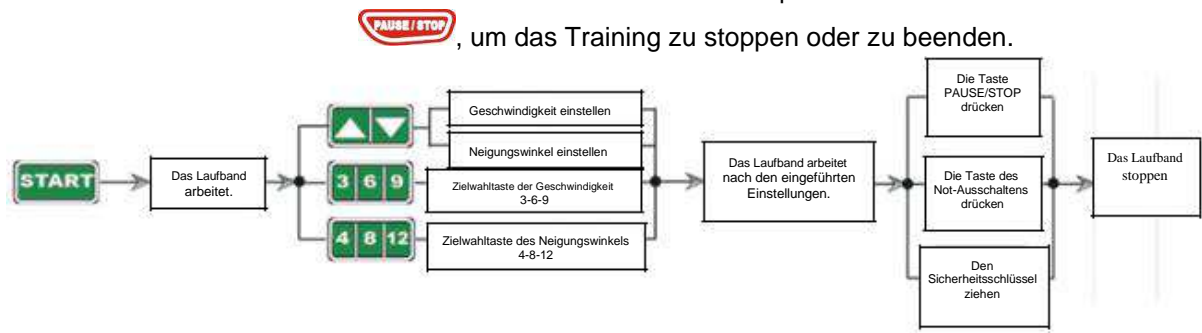 PAUSE/STOP, um das Training zu stoppen oder zu beenden.
START
Das Laufband
arbeitet.
Geschwindigkeit einstellen
Neigungswinkel einstellen
3 6 9
Zielwahltaste der Geschwindigkeit
3-6-9
4 8 12
Zielwahltaste des Neigungswinkels
4-8-12
Das Laufband arbeitet
nach den eingeführten
Einstellungen.
Die Taste
PAUSE/STOP
drücken
Die Taste des
Not-Ausschaltens
drücken
Den
Sicherheitsschlüssel
ziehen
Das Laufband
stoppen